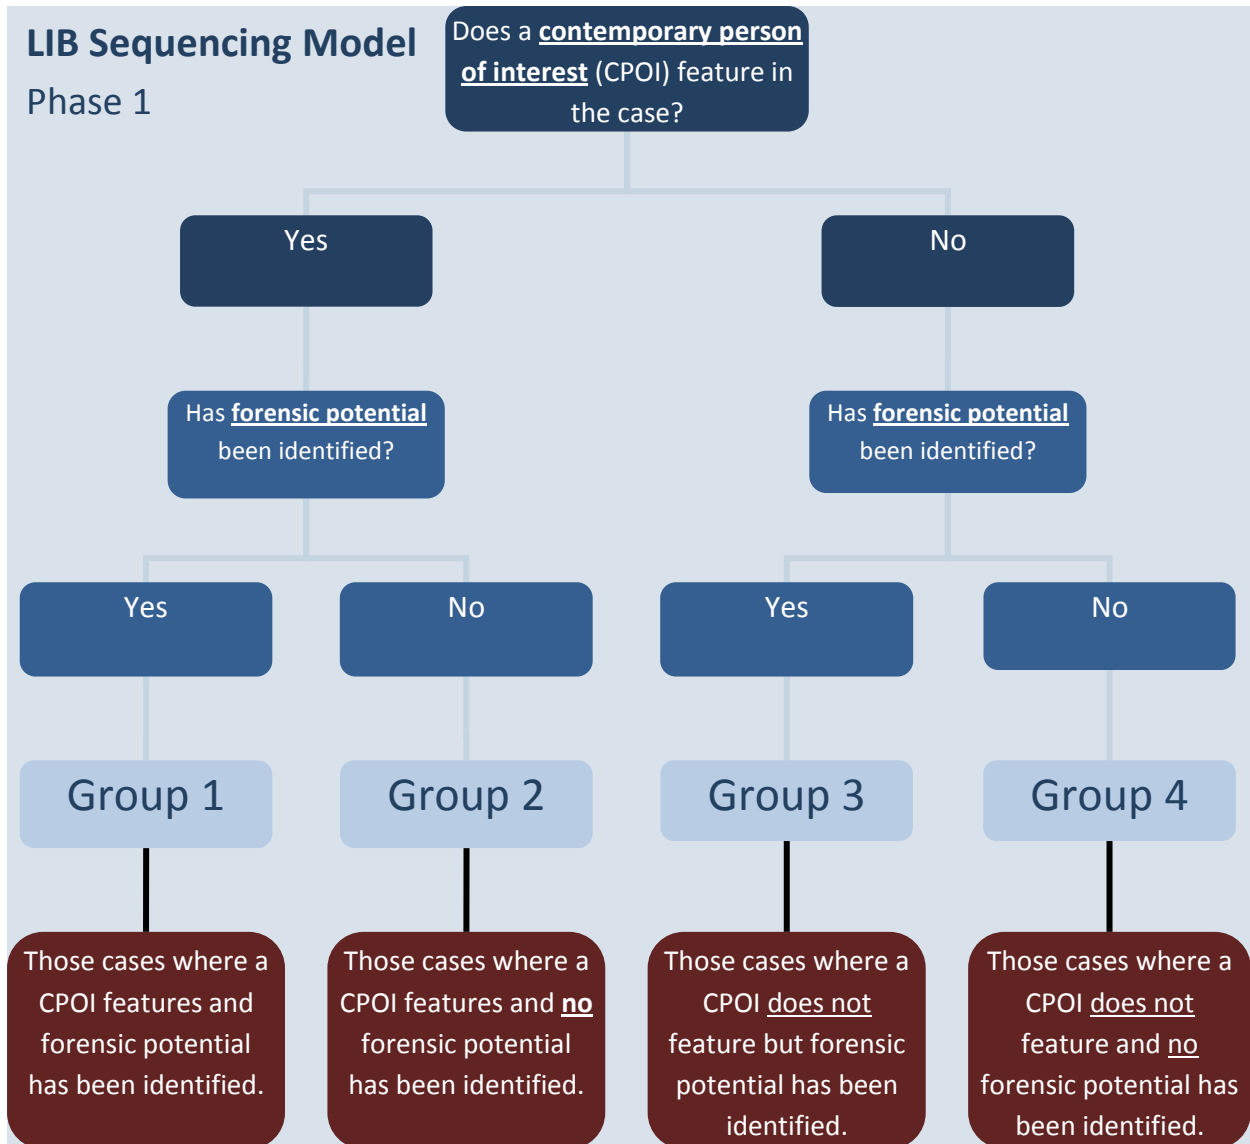 LIB Sequencing Model
Phase 1
Does a contemporary person
of interest (CPOI) feature in
the case?
Yes
No
Has forensic potential
been identified?
Has forensic potential
been identified?
Yes
No
Yes
No
Group 1
Group 2
Group 3
Group 4
Those cases where a
CPOI features and
forensic potential
has been identified.
Those cases where a
CPOI features and no
forensic potential
has been identified.
Those cases where a
CPOI does not
feature but forensic
potential has been
identified.
Those cases where a
CPOI does not
feature and no
forensic potential has
been identified.